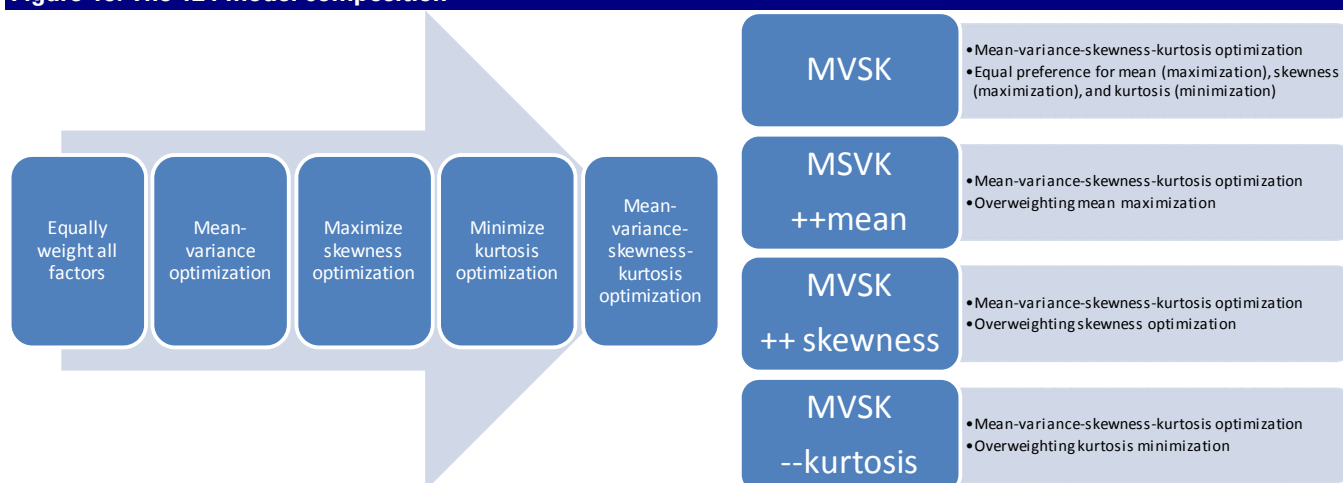 Equally
weight all
factors
Mean-
variance
optimization
Maximize
skewness
optimization
Minimize
kurtosis
optimization
Mean-
variance-
skewness-
kurtosis
optimization
MVSK
•Mean-variance-skewness-kurtosis optimization
•Equal preference for mean (maximization), skewness
(maximization), and kurtosis (minimization)
MSVK
++mean
•Mean-variance-skewness-kurtosis optimization
•Overweighting mean maximization
MVSK
++ skewness
•Mean-variance-skewness-kurtosis optimization
•Overweighting skewness optimization
MVSK
--kurtosis
•Mean-variance-skewness-kurtosis optimization
•Overweighting kurtosis minimization